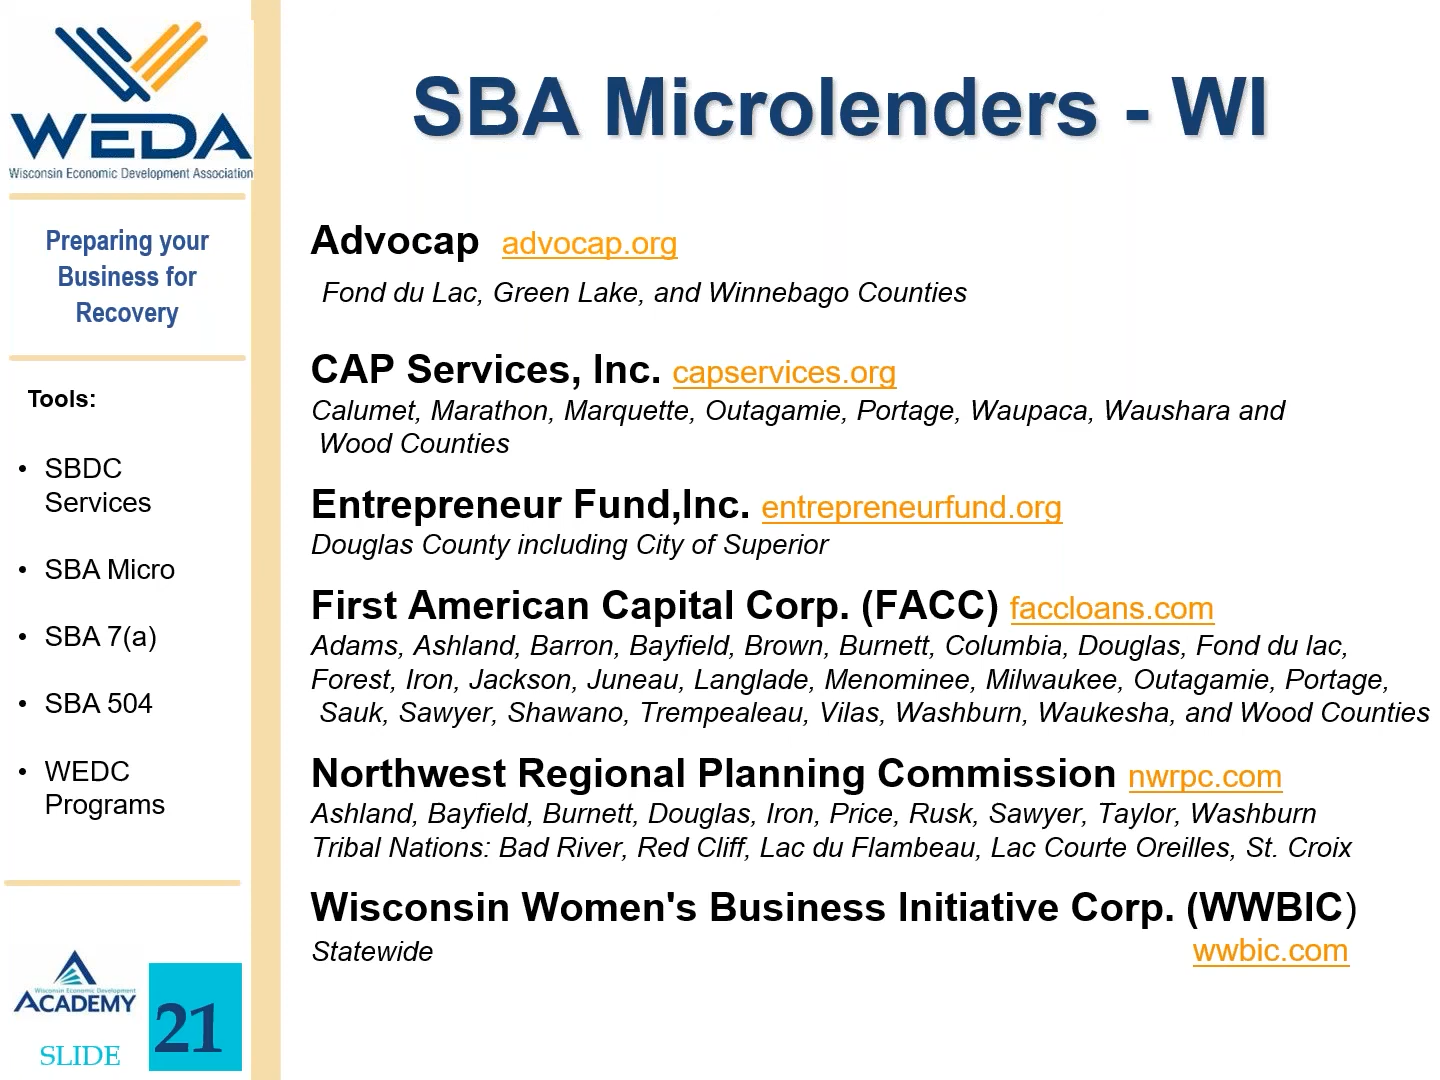 WEDA
Wisconsin Economic Development Association
Preparing your
Business for
Recovery
Tools:
• SBDC
Services
• SBA Micro
• SBA 7(a)
• SBA 504
• WEDC
Programs
Wisconsin Economic Development
ACADEMY
SLIDE
21
SBA Microlenders - WI
Advocap advocap.org
Fond du Lac, Green Lake, and Winnebago Counties
CAP Services, Inc. capservices.org
Calumet, Marathon, Marquette, Outagamie, Portage, Waupaca, Waushara and
Wood Counties
Entrepreneur Fund,Inc. entrepreneurfund.org
Douglas County including City of Superior
First American Capital Corp. (FACC) faccloans.com
Adams, Ashland, Barron, Bayfield, Brown, Burnett, Columbia, Douglas, Fond du lac,
Forest, Iron, Jackson, Juneau, Langlade, Menominee, Milwaukee, Outagamie, Portage,
Sauk, Sawyer, Shawano, Trempealeau, Vilas, Washburn, Waukesha, and Wood Counties
Northwest Regional Planning Commission nwrpc.com
Ashland, Bayfield, Burnett, Douglas, Iron, Price, Rusk, Sawyer, Taylor, Washburn
Tribal Nations: Bad River, Red Cliff, Lac du Flambeau, Lac Courte Oreilles, St. Croix
Wisconsin Women's Business Initiative Corp. (WWBIC)
Statewide wwbic.com